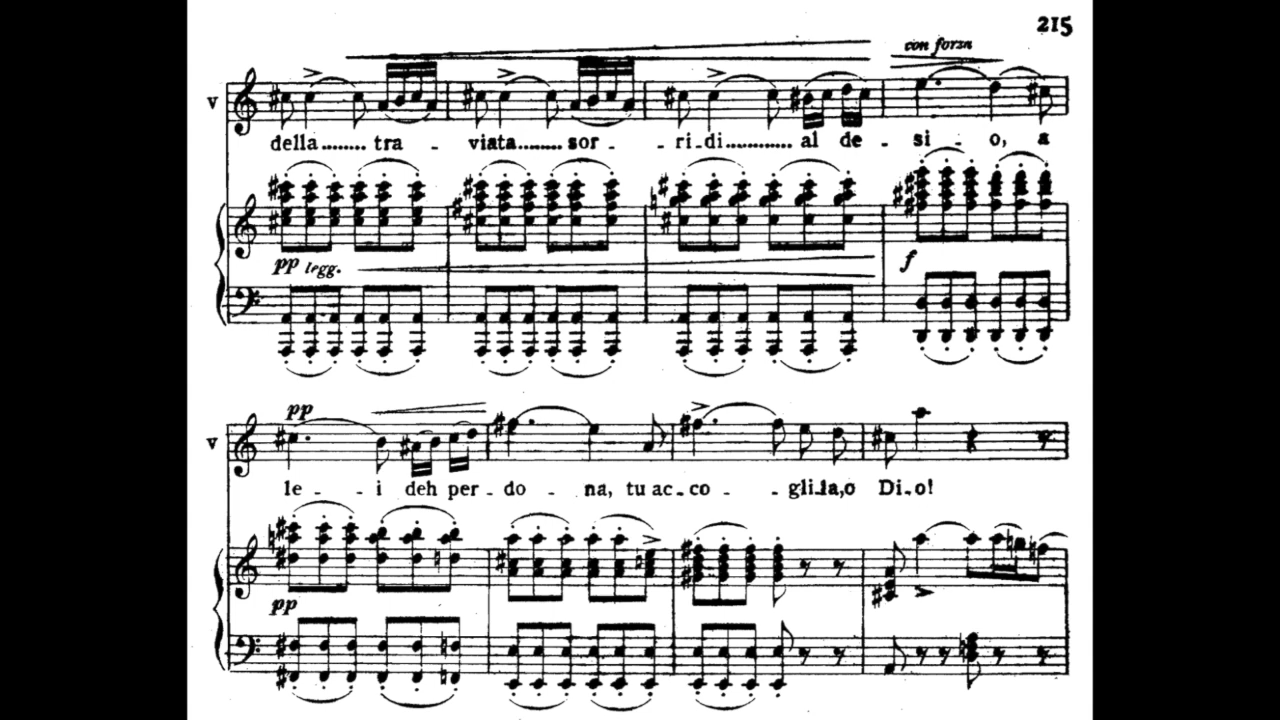 215
con forza
V
della........ tra - viata........ sor - - ri-di............ al de - si - o, a
pp legg.
f
pp
V
le - - i deh per - do - na, tu ac - co - gli-la, o Di-o!
pp